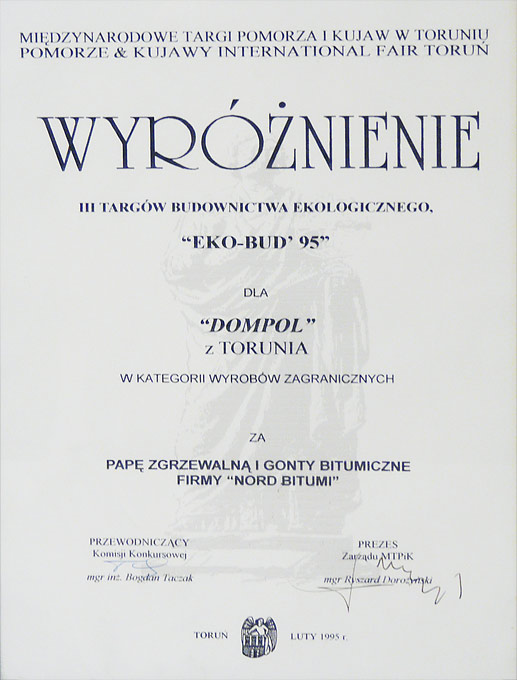 MIĘDZYNARODOWE TARGI POMORZA I KUJAW W TORUNIU
POMORZE & KUJAWY INTERNATIONAL FAIR TORUŃ
WYRÓŻNIENIE
III TARGÓW BUDOWNICTWA EKOLOGICZNEGO,
“EKO-BUD’ 95”
DLA
“DOMPOL”
z TORUNIA
W KATEGORII WYROBÓW ZAGRANICZNYCH
ZA
PAPĘ ZGRZEWALNĄ I GONTY BITUMICZNE
FIRMY “NORD BITUMI”
PRZEWODNICZĄCY
Komisji Konkursowej
mgr inż. Bogdan Taczak
PREZES
Zarządu MTPiK
mgr Ryszard Dorożyński
TORUŃ LUTY 1995 r.